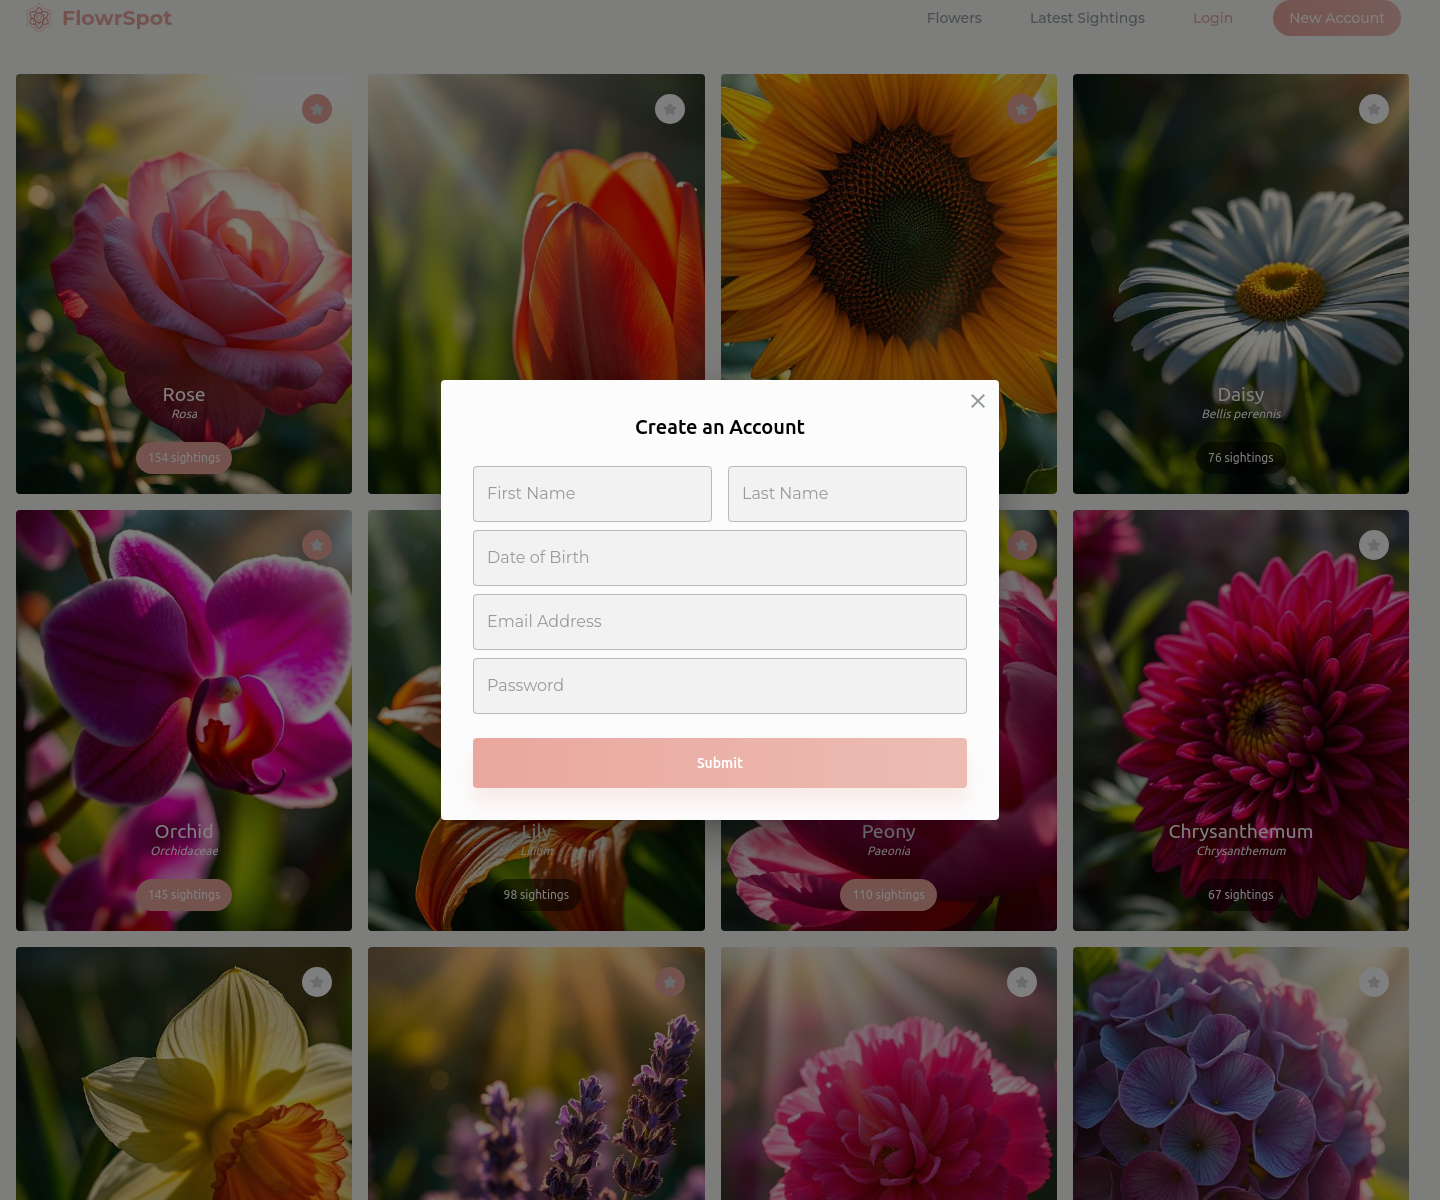 FlowrSpot
Flowers
Latest Sightings
Login
New Account
Rose
Rosa
154 sightings
Daisy
Bellis perennis
76 sightings
Create an Account
First Name
Last Name
Date of Birth
Email Address
Password
Submit
Orchid
Orchidaceae
145 sightings
Lily
Lilium
98 sightings
Peony
Paeonia
110 sightings
Chrysanthemum
Chrysanthemum
67 sightings